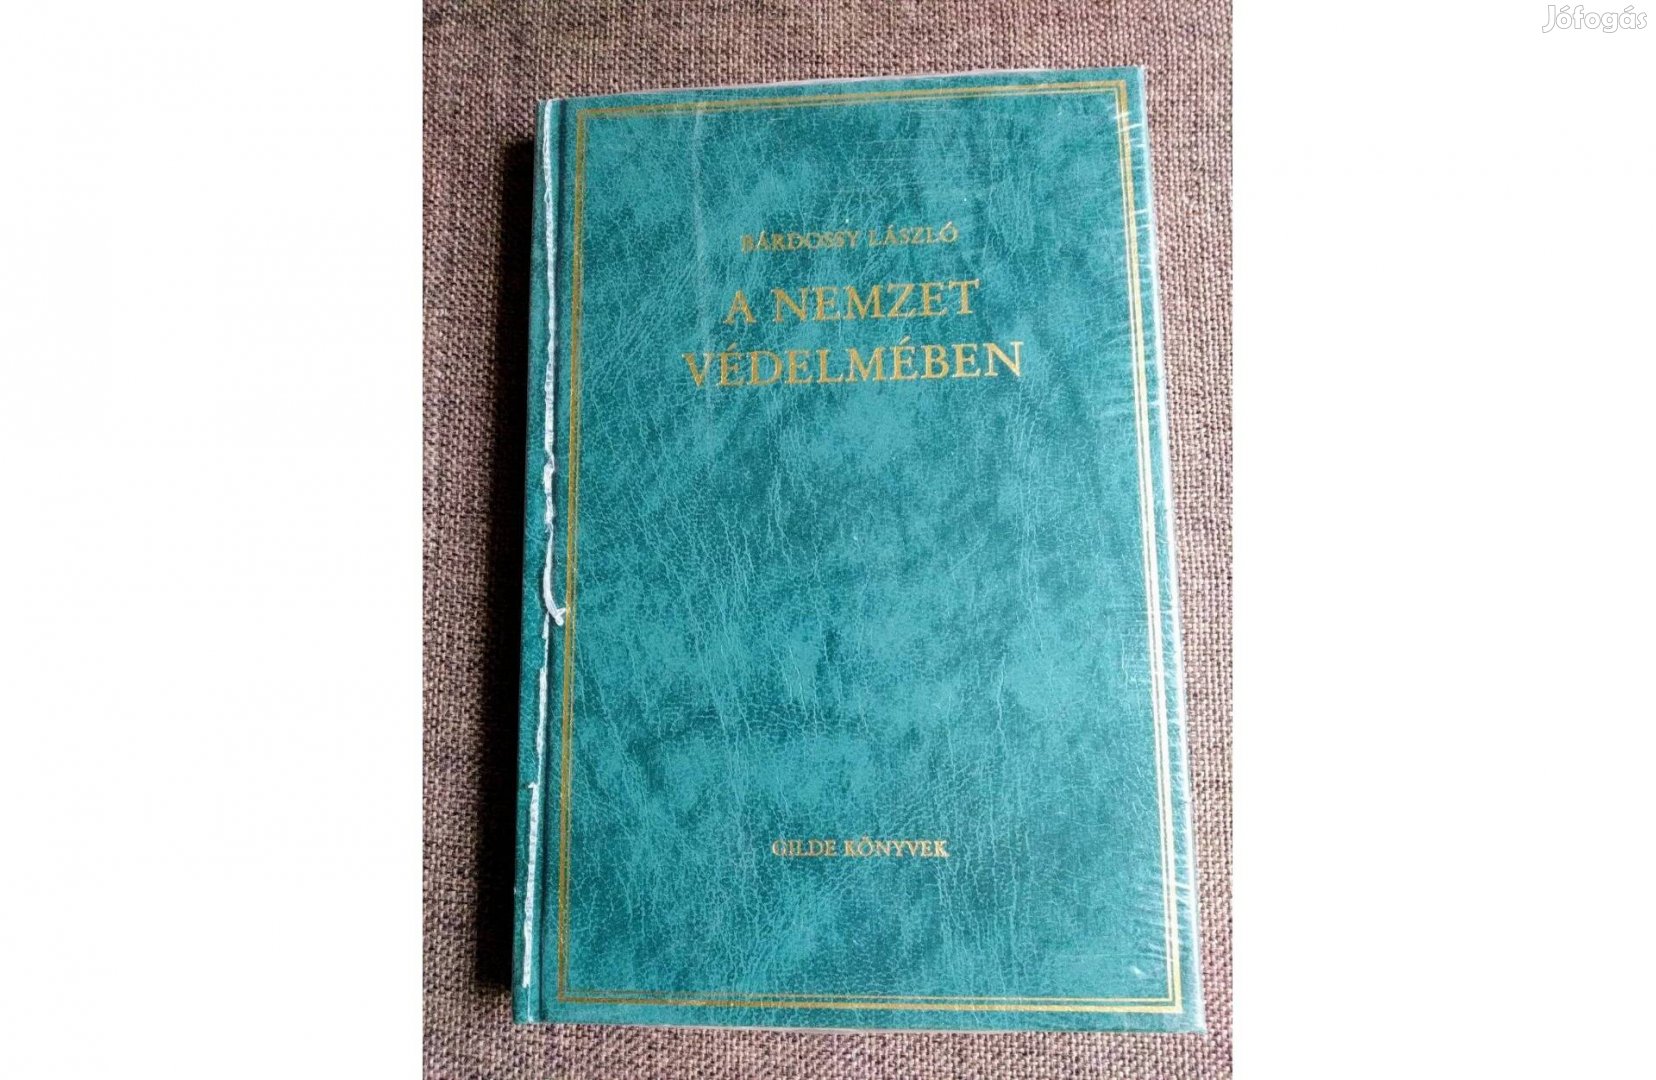 Jófogás
BÁRDOSSY LÁSZLÓ
A NEMZET
VÉDELMÉBEN
GILDE KÖNYVEK